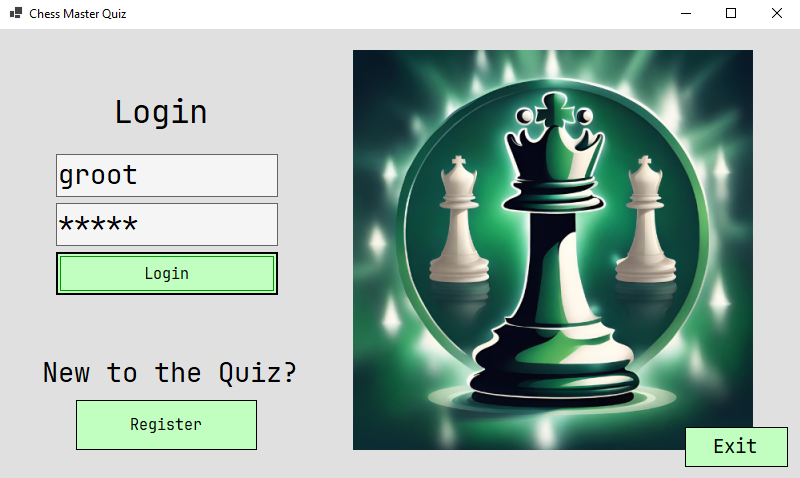 Chess Master Quiz
Login
groot
*****
Login
New to the Quiz?
Register
Exit